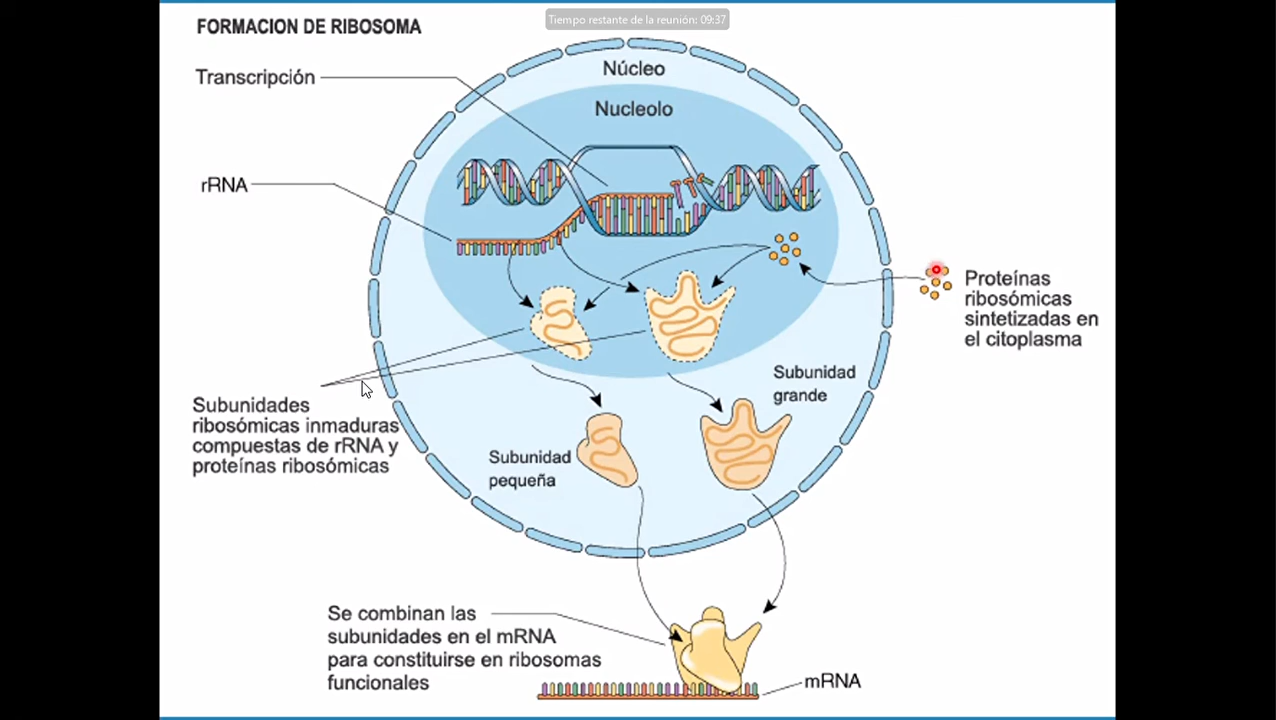 Tiempo restante de la reunión: 09:37
FORMACION DE RIBOSOMA
Núcleo
Transcripción
Nucleolo
rRNA
Proteínas
ribosómicas
sintetizadas en
el citoplasma
Subunidad
grande
Subunidades
ribosómicas inmaduras
compuestas de rRNA y
proteínas ribosómicas
Subunidad
pequeña
Se combinan las
subunidades en el mRNA
para constituirse en ribosomas
funcionales
mRNA